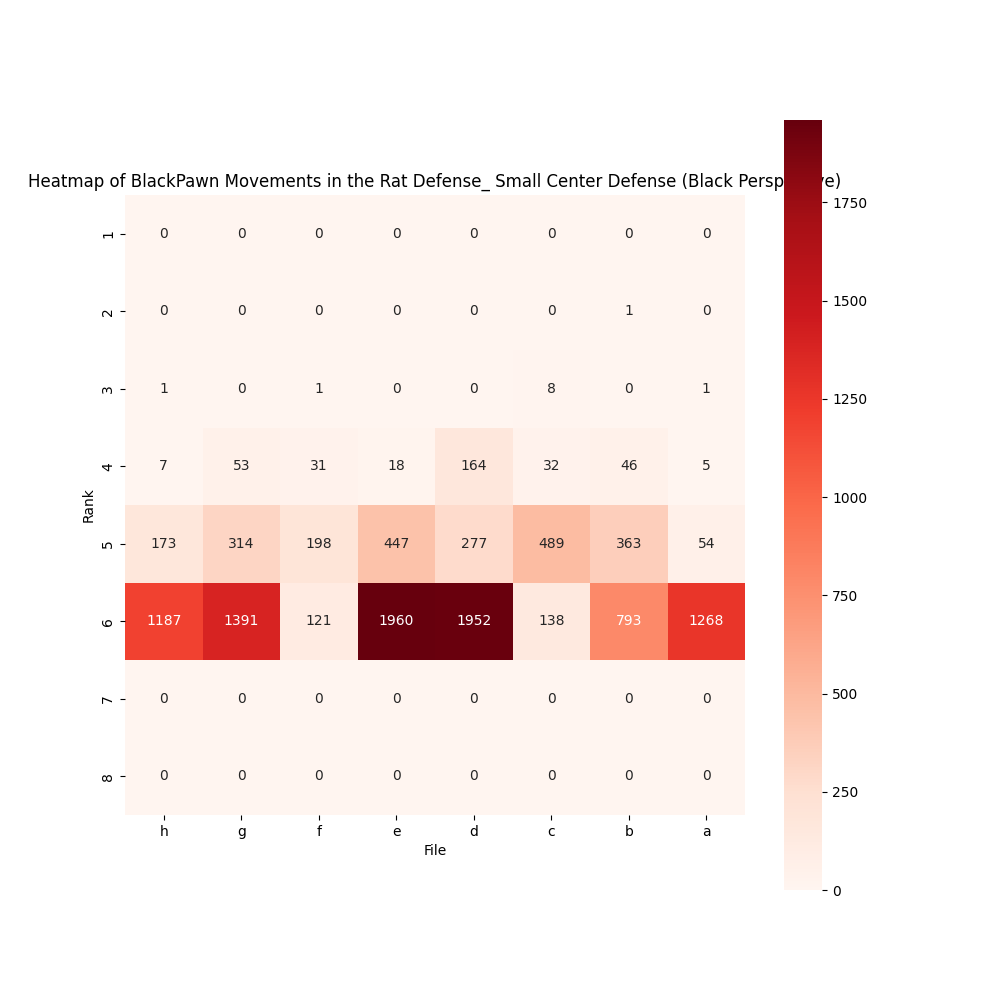 Heatmap of BlackPawn Movements in the Rat Defense_ Small Center Defense (Black
1750
1500
1250
1000
750
500
250
0
Rank
1 0 0 0 0 0 0 0 0
2 0 0 0 0 0 0 1 0
3 1 0 1 0 0 8 0 1
4 7 53 31 18 164 32 46 5
5 173 314 198 447 277 489 363 54
6 1187 1391 121 1960 1952 138 793 1268
7 0 0 0 0 0 0 0 0
8 0 0 0 0 0 0 0 0
h g f e d c b a
File